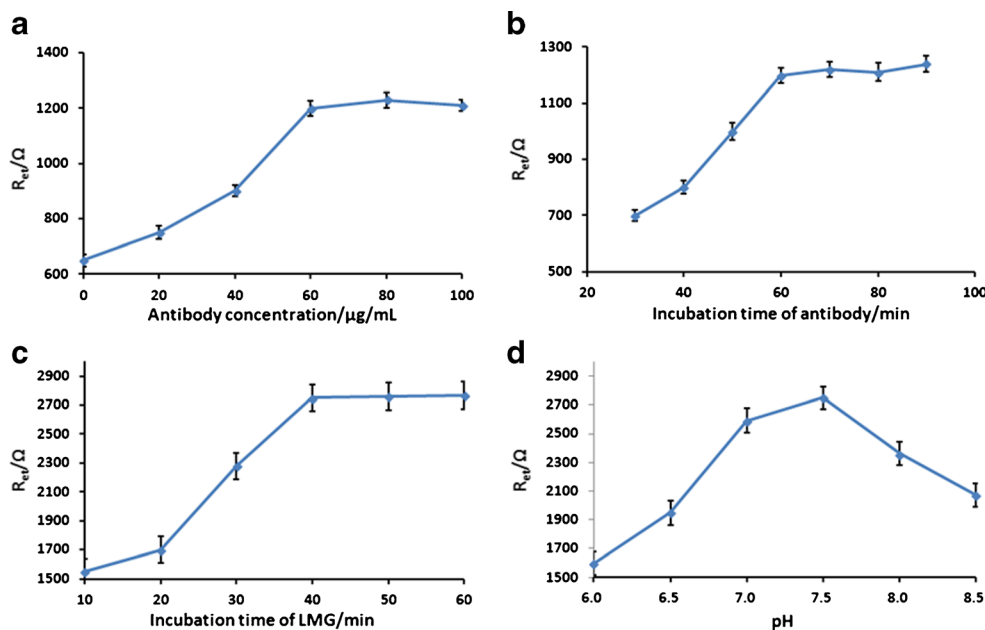 a
1400
1200
1000
800
600
Ret/Ω
0 20 40 60 80 100
Antibody concentration/µg/mL
b
1300
1100
900
700
500
Ret/Ω
20 40 60 80 100
Incubation time of antibody/min
c
2900
2700
2500
2300
2100
1900
1700
1500
Ret/Ω
10 20 30 40 50 60
Incubation time of LMG/min
d
2900
2700
2500
2300
2100
1900
1700
1500
Ret/Ω
6.0 6.5 7.0 7.5 8.0 8.5
pH